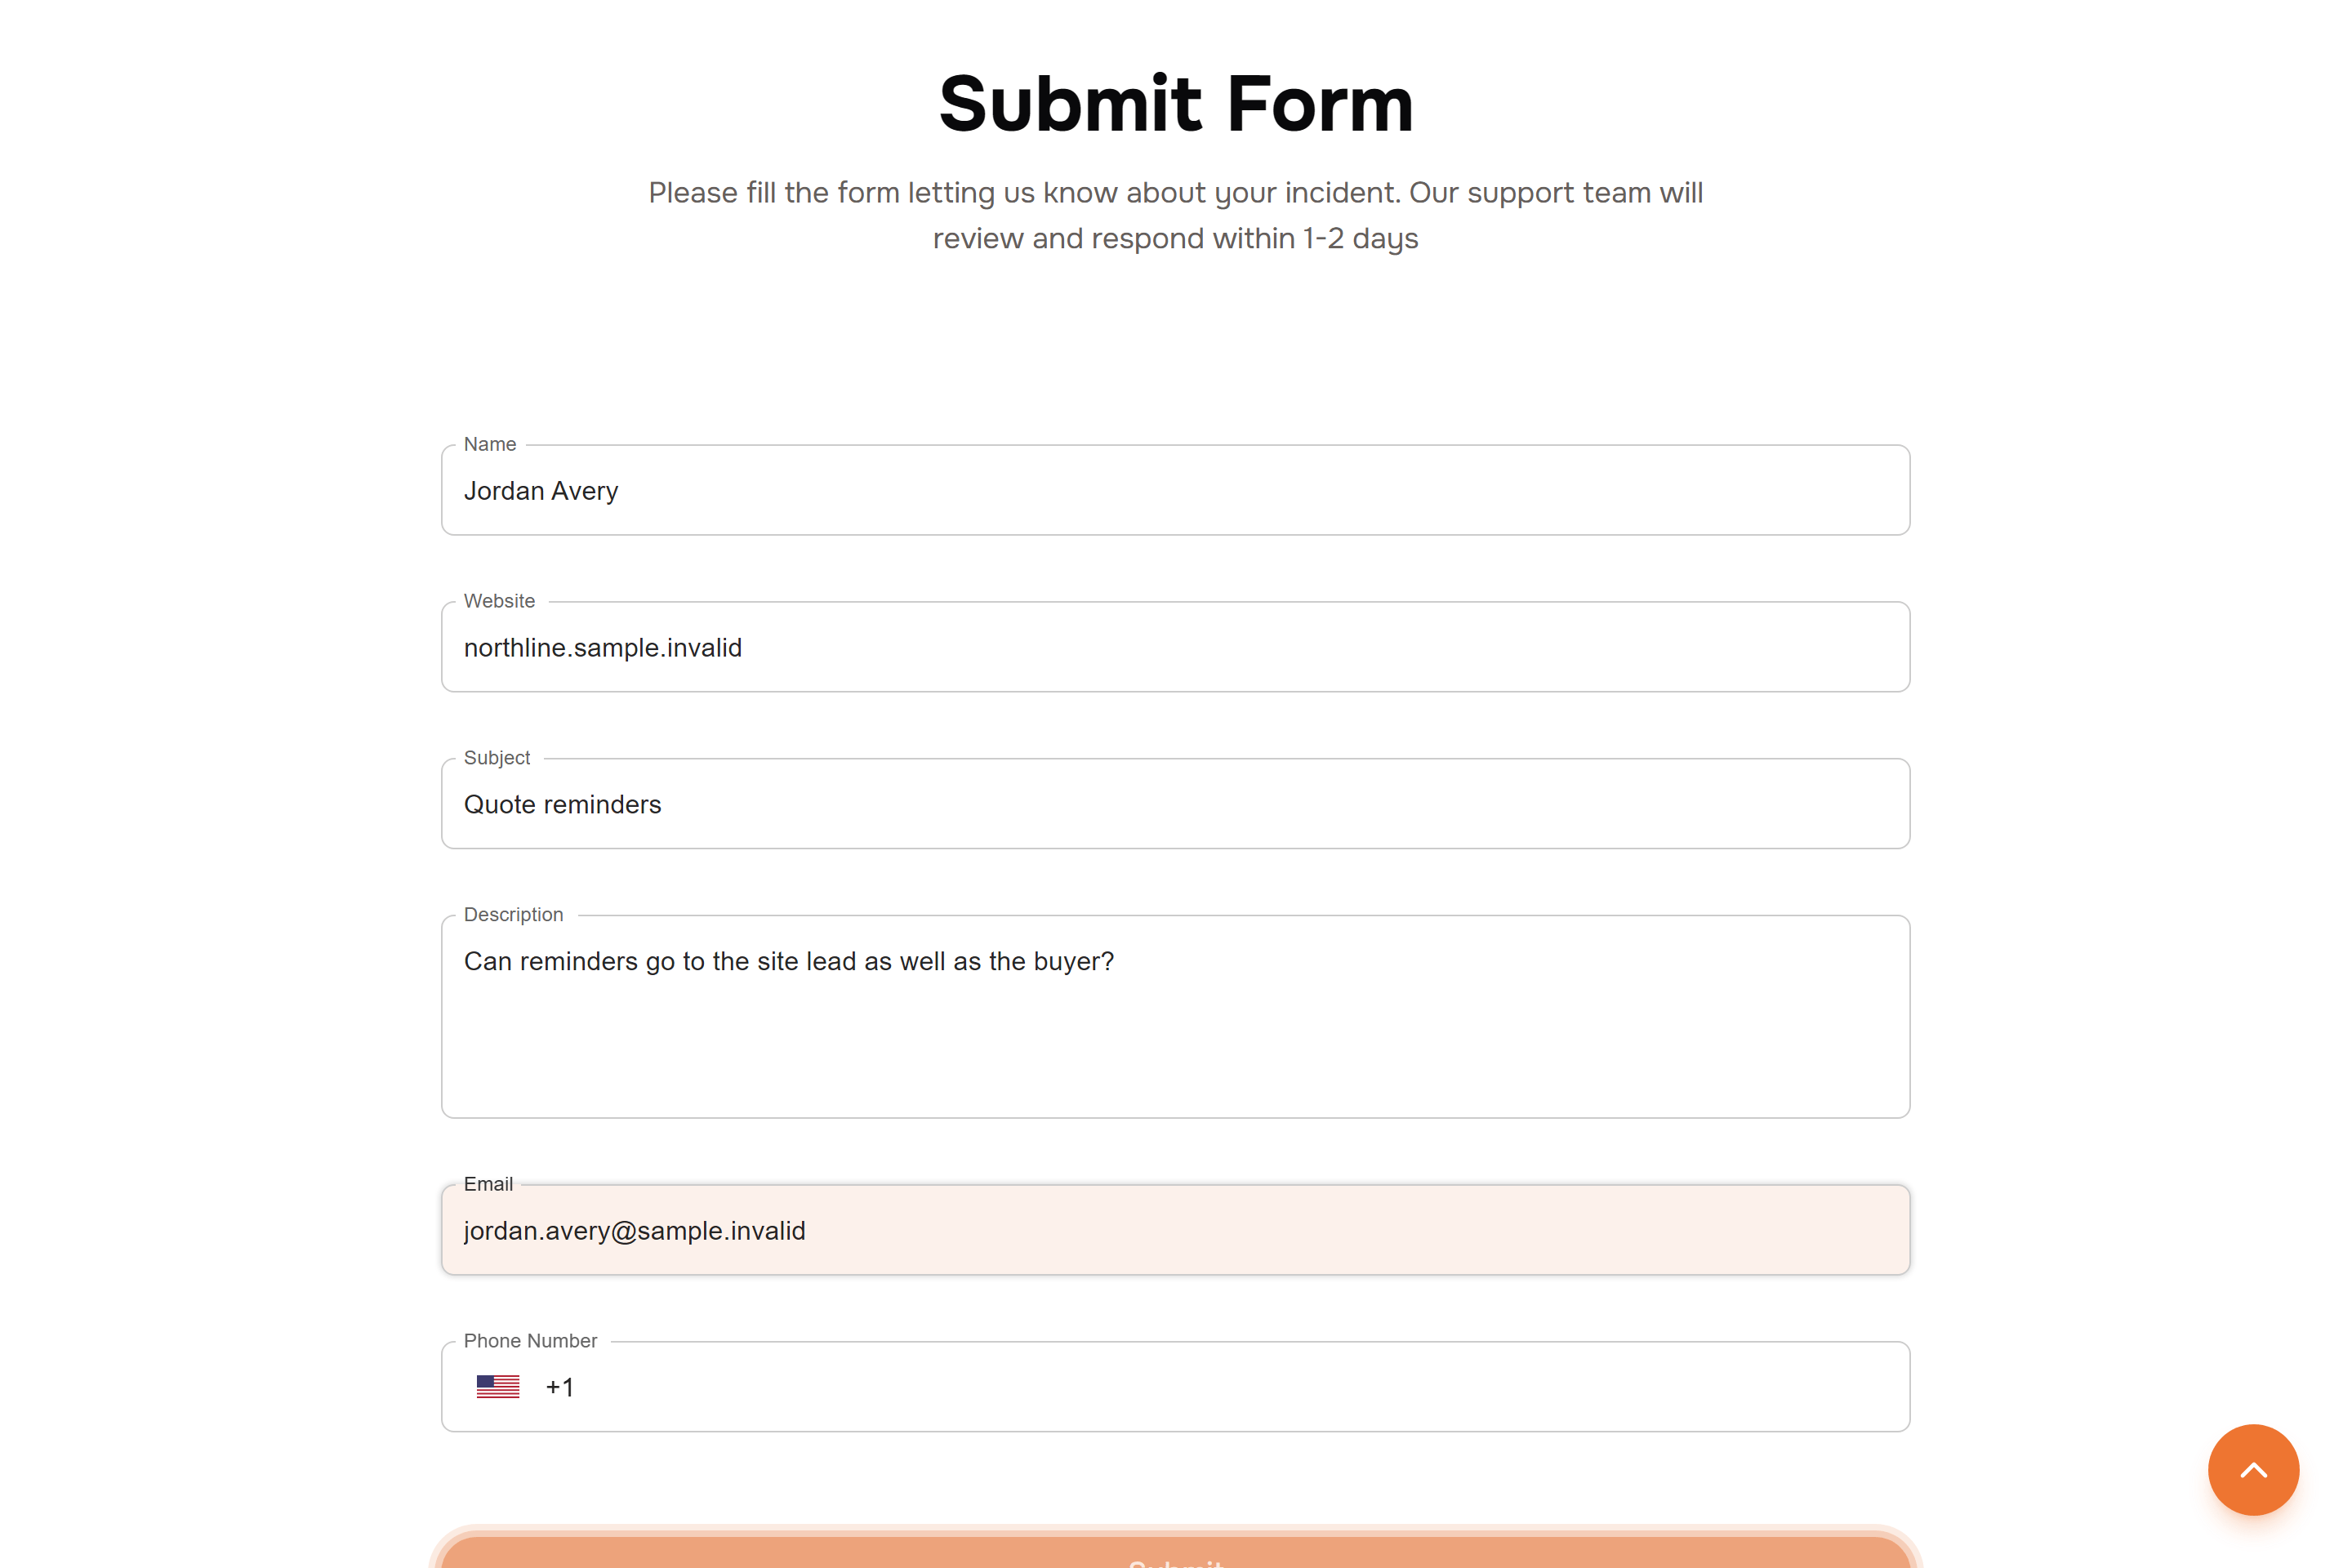 Submit Form
Please fill the form letting us know about your incident. Our support team will
review and respond within 1-2 days
Name
Jordan Avery
Website
northline.sample.invalid
Subject
Quote reminders
Description
Can reminders go to the site lead as well as the buyer?
Email
jordan.avery@sample.invalid
Phone Number
+1
Submit